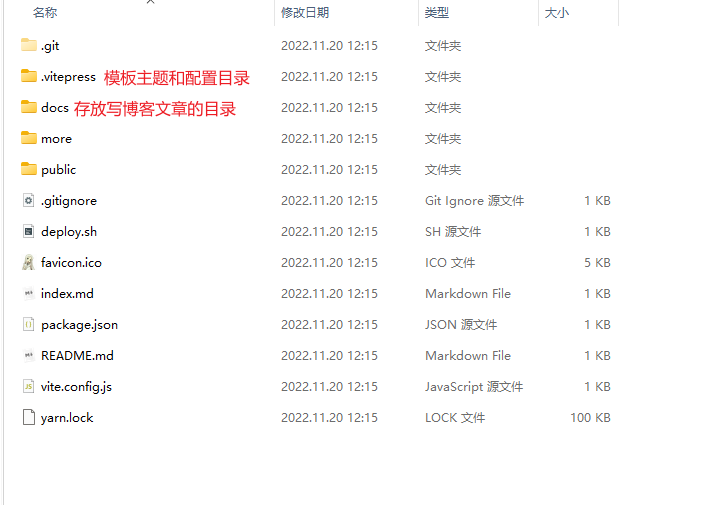 名称 修改日期 类型 大小
.git 2022.11.20 12:15 文件夹
.vitepress 模板主题和配置目录 2022.11.20 12:15 文件夹
docs 存放写博客文章的目录 2022.11.20 12:15 文件夹
more 2022.11.20 12:15 文件夹
public 2022.11.20 12:15 文件夹
.gitignore 2022.11.20 12:15 Git Ignore 源文件 1 KB
deploy.sh 2022.11.20 12:15 SH 源文件 1 KB
favicon.ico 2022.11.20 12:15 ICO 文件 5 KB
index.md 2022.11.20 12:15 Markdown File 1 KB
package.json 2022.11.20 12:15 JSON 源文件 1 KB
README.md 2022.11.20 12:15 Markdown File 1 KB
vite.config.js 2022.11.20 12:15 JavaScript 源文件 1 KB
yarn.lock 2022.11.20 12:15 LOCK 文件 100 KB